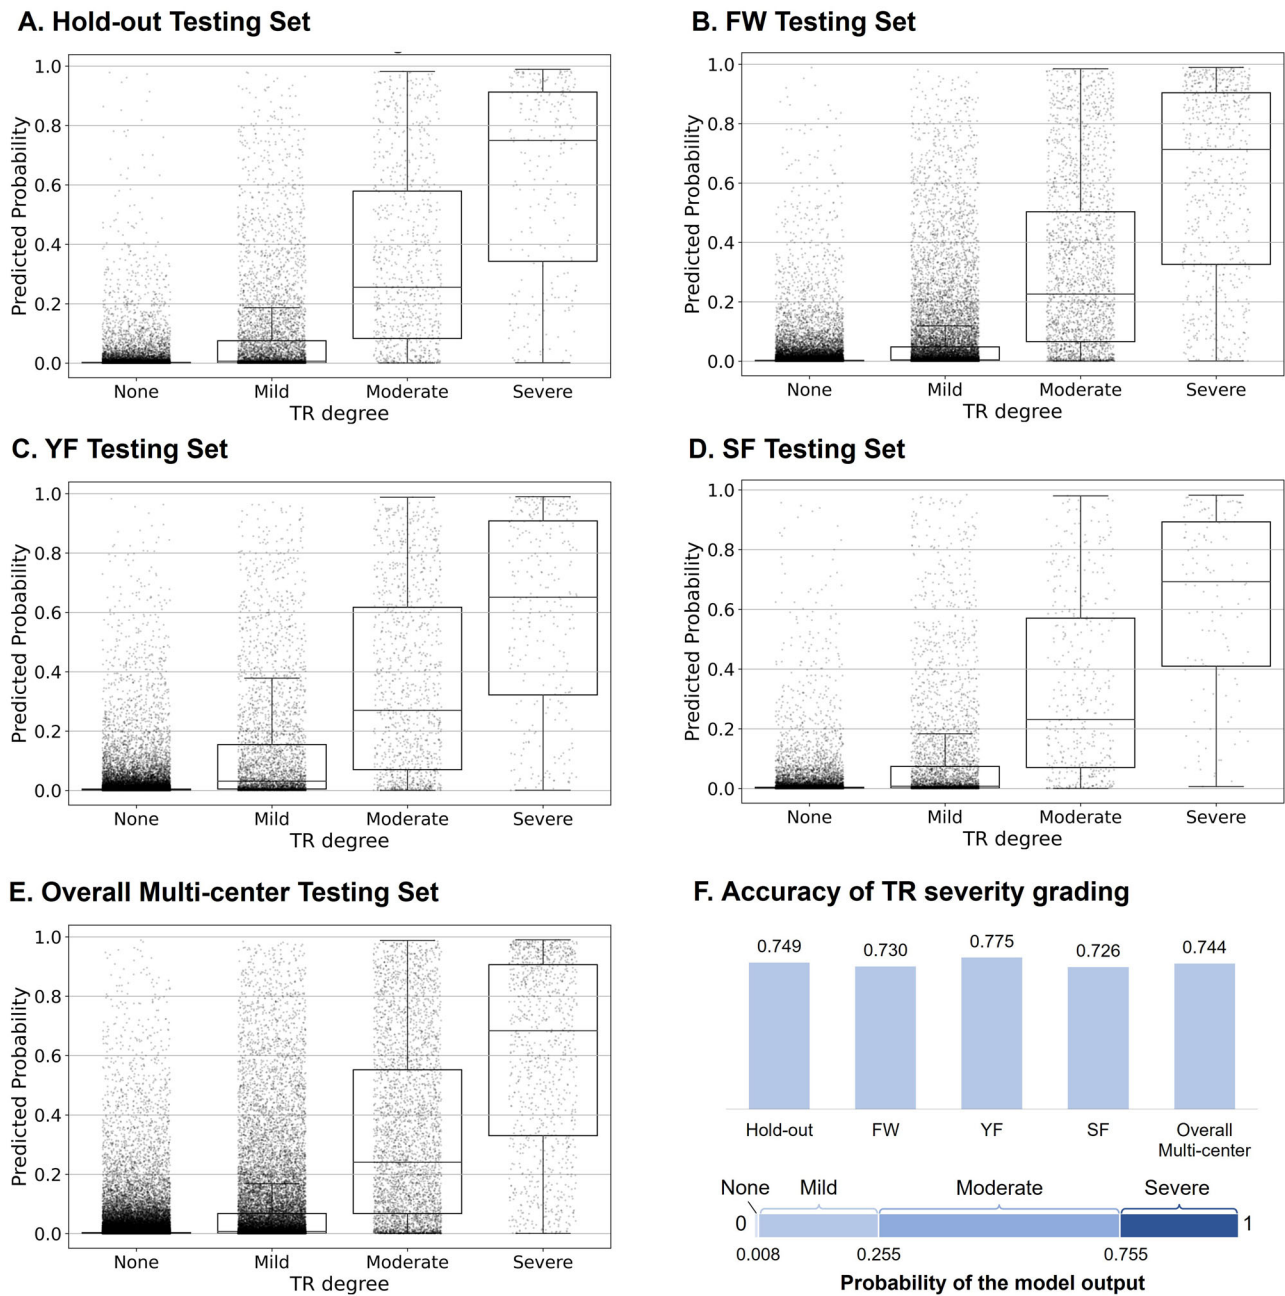 A. Hold-out Testing Set
Predicted Probability
1.0
0.8
0.6
0.4
0.2
0.0
None Mild Moderate Severe
TR degree
B. FW Testing Set
Predicted Probability
1.0
0.8
0.6
0.4
0.2
0.0
None Mild Moderate Severe
TR degree
C. YF Testing Set
Predicted Probability
1.0
0.8
0.6
0.4
0.2
0.0
None Mild Moderate Severe
TR degree
D. SF Testing Set
Predicted Probability
1.0
0.8
0.6
0.4
0.2
0.0
None Mild Moderate Severe
TR degree
E. Overall Multi-center Testing Set
Predicted Probability
1.0
0.8
0.6
0.4
0.2
0.0
None Mild Moderate Severe
TR degree
F. Accuracy of TR severity grading
0.749 0.730 0.775 0.726 0.744
Hold-out FW YF SF Overall
Multi-center
None Mild Moderate Severe
0 1
0.008 0.255 0.755
Probability of the model output